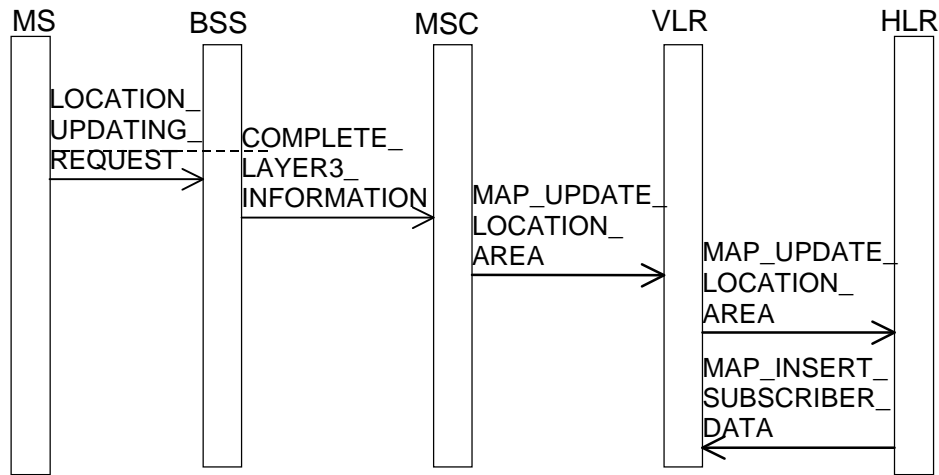 MS
BSS
MSC
VLR
HLR
LOCATION_
UPDATING_
REQUEST
COMPLETE_
LAYER3_
INFORMATION
MAP_UPDATE_
LOCATION_
AREA
MAP_UPDATE_
LOCATION_
AREA
MAP_INSERT_
SUBSCRIBER_
DATA